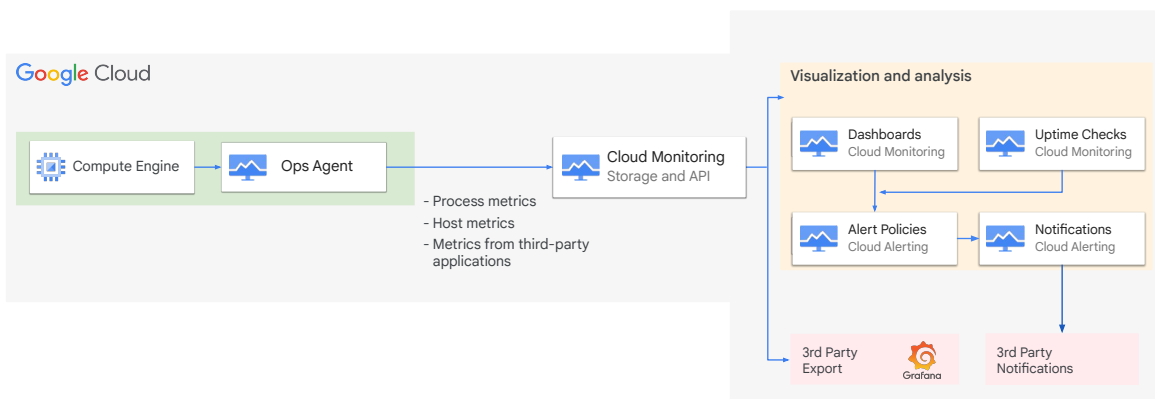 Google Cloud
Compute Engine
Ops Agent
- Process metrics
- Host metrics
- Metrics from third-party
applications
Cloud Monitoring
Storage and API
Visualization and analysis
Dashboards
Cloud Monitoring
Uptime Checks
Cloud Monitoring
Alert Policies
Cloud Alerting
Notifications
Cloud Alerting
3rd Party
Export
Grafana
3rd Party
Notifications